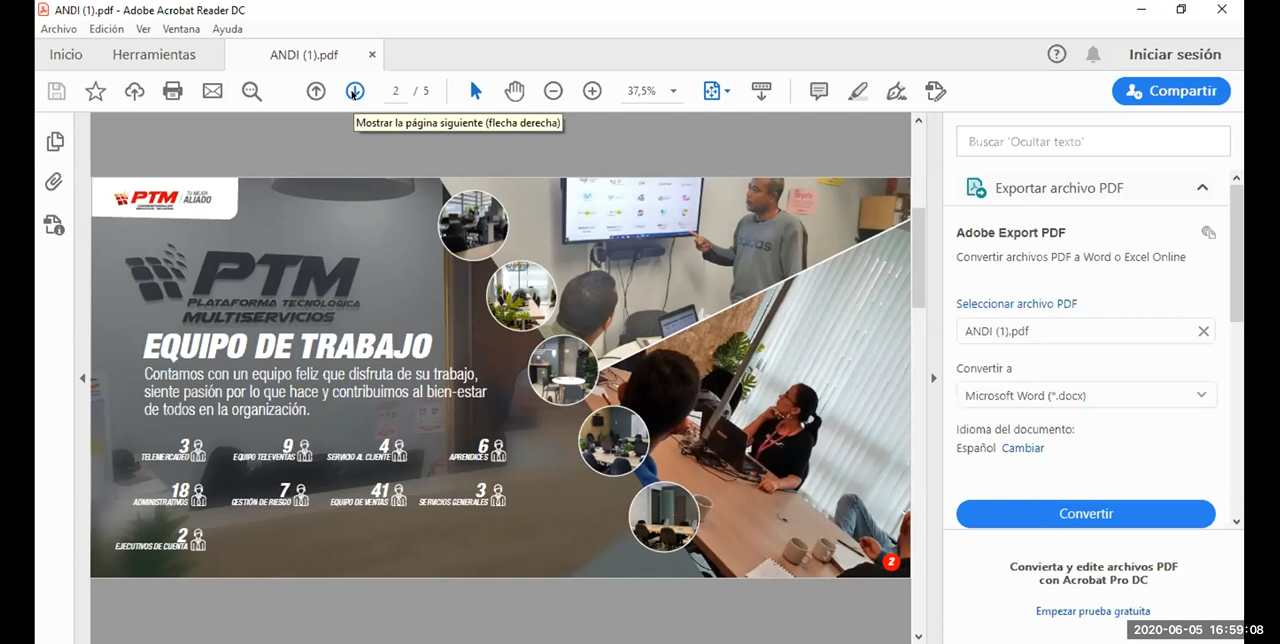 ANDI (1).pdf - Adobe Acrobat Reader DC
Archivo Edición Ver Ventana Ayuda
Inicio Herramientas ANDI (1).pdf × Iniciar sesión
2 / 5 37,5% Compartir
Mostrar la página siguiente (flecha derecha)
Buscar 'Ocultar texto'
Exportar archivo PDF
Adobe Export PDF
Convertir archivos PDF a Word o Excel Online
Seleccionar archivo PDF
ANDI (1).pdf
Convertir a
Microsoft Word (*.docx)
Idioma del documento:
Español Cambiar
Convertir
Convierta y edite archivos PDF
con Acrobat Pro DC
Empezar prueba gratuita
PTM TU MEJOR
ALIADO
PTM
PLATAFORMA TECNOLOGICA
MULTISERVICIOS
EQUIPO DE TRABAJO
Contamos con un equipo feliz que disfruta de su trabajo,
siente pasión por lo que hace y contribuimos al bien-estar
de todos en la organización.
3 9 4 6
TELEMERCADEO EQUIPO TELEVENTAS SERVICIO AL CLIENTE APRENDICES
18 7 41 3
ADMINISTRATIVOS GESTIÓN DE RIESGO EQUIPO DE VENTAS SERVICIOS GENERALES
2
EJECUTIVOS DE CUENTA
2
2020-06-05 16:59:08